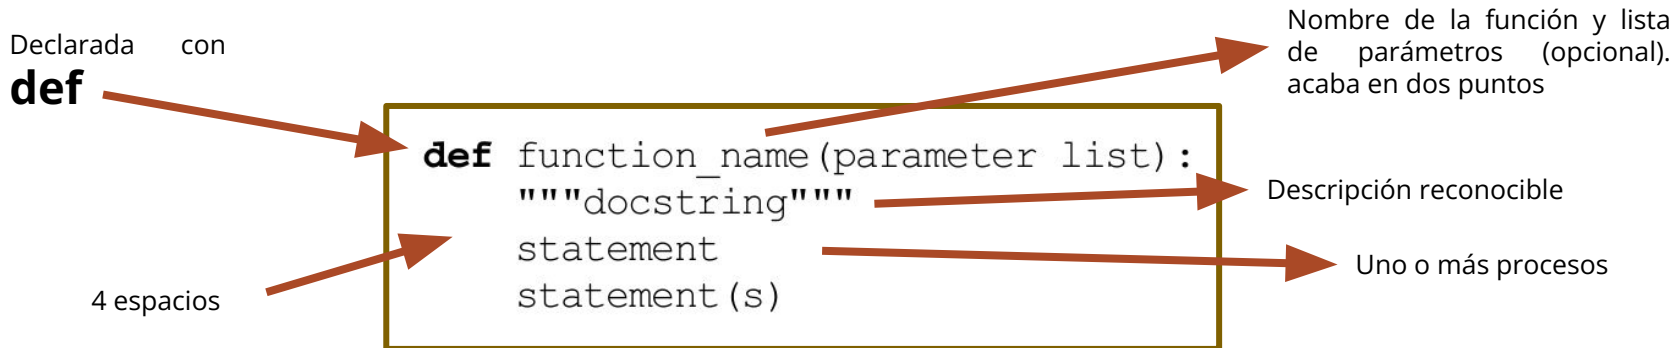 Declarada con
def
Nombre de la función y lista
de parámetros (opcional).
acaba en dos puntos
def function_name(parameter list):
"""docstring"""
statement
statement(s)
Descripción reconocible
Uno o más procesos
4 espacios